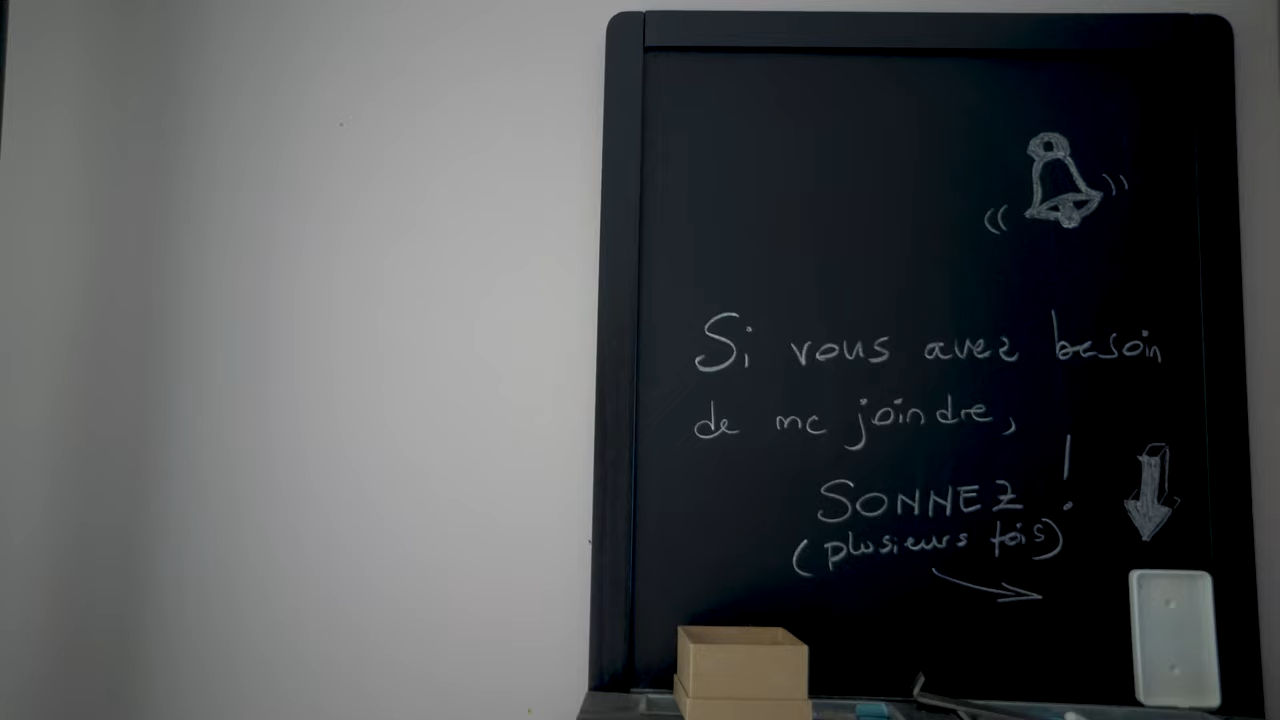 Si vous avez besoin
de me joindre,
SONNEZ !
(plusieurs fois)